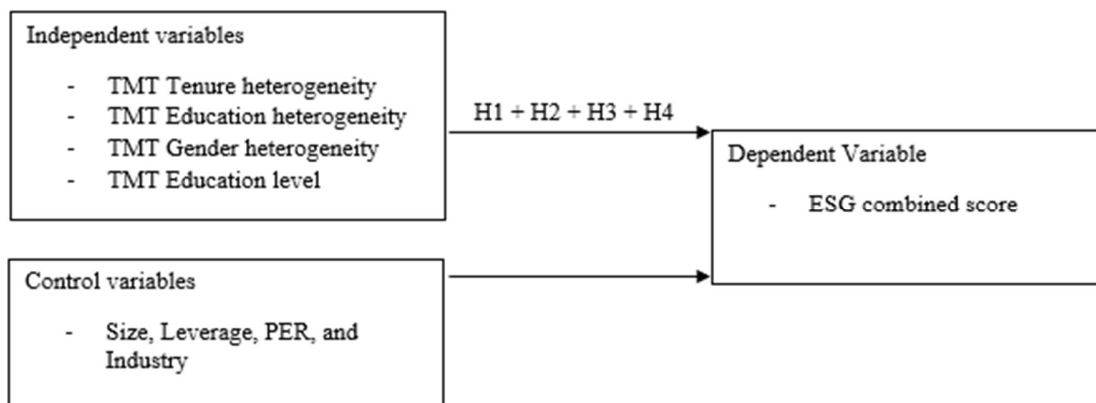 Independent variables
- TMT Tenure heterogeneity
- TMT Education heterogeneity
- TMT Gender heterogeneity
- TMT Education level
H1 + H2 + H3 + H4
Dependent Variable
- ESG combined score
Control variables
- Size, Leverage, PER, and
Industry